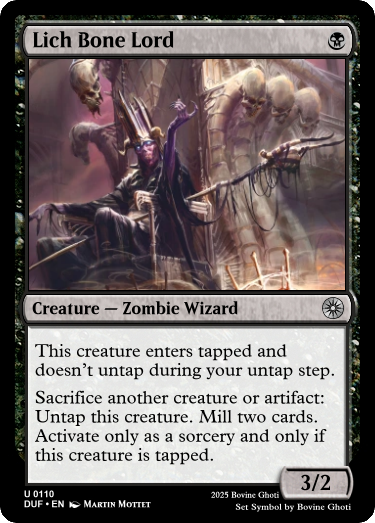 Lich Bone Lord
Creature — Zombie Wizard
This creature enters tapped and
doesn't untap during your untap step.
Sacrifice another creature or artifact:
Untap this creature. Mill two cards.
Activate only as a sorcery and only if
this creature is tapped.
3/2
U 0110
DUF • EN Martin Mottet
2025 Bovine Ghoti
Set Symbol by Bovine Ghoti